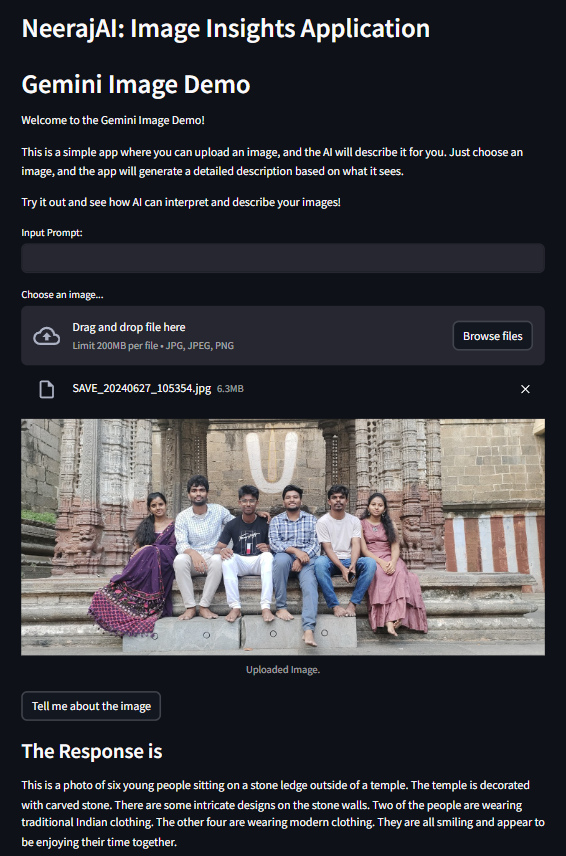 NeerajAI: Image Insights Application
Gemini Image Demo
Welcome to the Gemini Image Demo!
This is a simple app where you can upload an image, and the AI will describe it for you. Just choose an
image, and the app will generate a detailed description based on what it sees.
Try it out and see how AI can interpret and describe your images!
Input Prompt:
Choose an image...
Drag and drop file here
Limit 200MB per file • JPG, JPEG, PNG
Browse files
SAVE_20240627_105354.jpg 6.3MB
Uploaded Image.
Tell me about the image
The Response is
This is a photo of six young people sitting on a stone ledge outside of a temple. The temple is decorated
with carved stone. There are some intricate designs on the stone walls. Two of the people are wearing
traditional Indian clothing. The other four are wearing modern clothing. They are all smiling and appear to
be enjoying their time together.